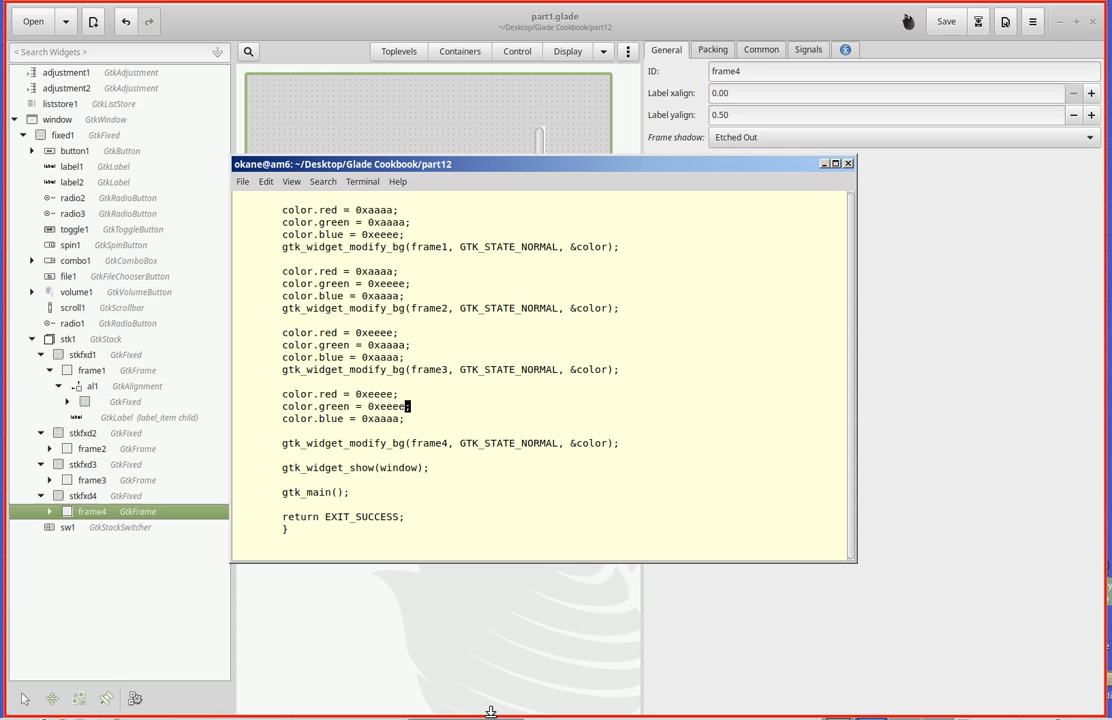 Open
part1.glade
~/Desktop/Glade Cookbook/part12
Save
< Search Widgets >
Toplevels
Containers
Control
Display
General
Packing
Common
Signals
adjustment1 GtkAdjustment
adjustment2 GtkAdjustment
liststore1 GtkListStore
window GtkWindow
fixed1 GtkFixed
button1 GtkButton
label label1 GtkLabel
label label2 GtkLabel
radio2 GtkRadioButton
radio3 GtkRadioButton
toggle1 GtkToggleButton
spin1 GtkSpinButton
combo1 GtkComboBox
file1 GtkFileChooserButton
volume1 GtkVolumeButton
scroll1 GtkScrollbar
radio1 GtkRadioButton
stk1 GtkStack
stkfxd1 GtkFixed
frame1 GtkFrame
al1 GtkAlignment
GtkFixed
label GtkLabel (label_item child)
stkfxd2 GtkFixed
frame2 GtkFrame
stkfxd3 GtkFixed
frame3 GtkFrame
stkfxd4 GtkFixed
frame4 GtkFrame
sw1 GtkStackSwitcher
ID: frame4
Label xalign: 0.00
Label yalign: 0.50
Frame shadow: Etched Out
okane@am6: ~/Desktop/Glade Cookbook/part12
File Edit View Search Terminal Help
color.red = 0xaaaa;
color.green = 0xaaaa;
color.blue = 0xeeee;
gtk_widget_modify_bg(frame1, GTK_STATE_NORMAL, &color);
color.red = 0xaaaa;
color.green = 0xeeee;
color.blue = 0xaaaa;
gtk_widget_modify_bg(frame2, GTK_STATE_NORMAL, &color);
color.red = 0xeeee;
color.green = 0xaaaa;
color.blue = 0xaaaa;
gtk_widget_modify_bg(frame3, GTK_STATE_NORMAL, &color);
color.red = 0xeeee;
color.green = 0xeeee;
color.blue = 0xaaaa;
gtk_widget_modify_bg(frame4, GTK_STATE_NORMAL, &color);
gtk_widget_show(window);
gtk_main();
return EXIT_SUCCESS;
}